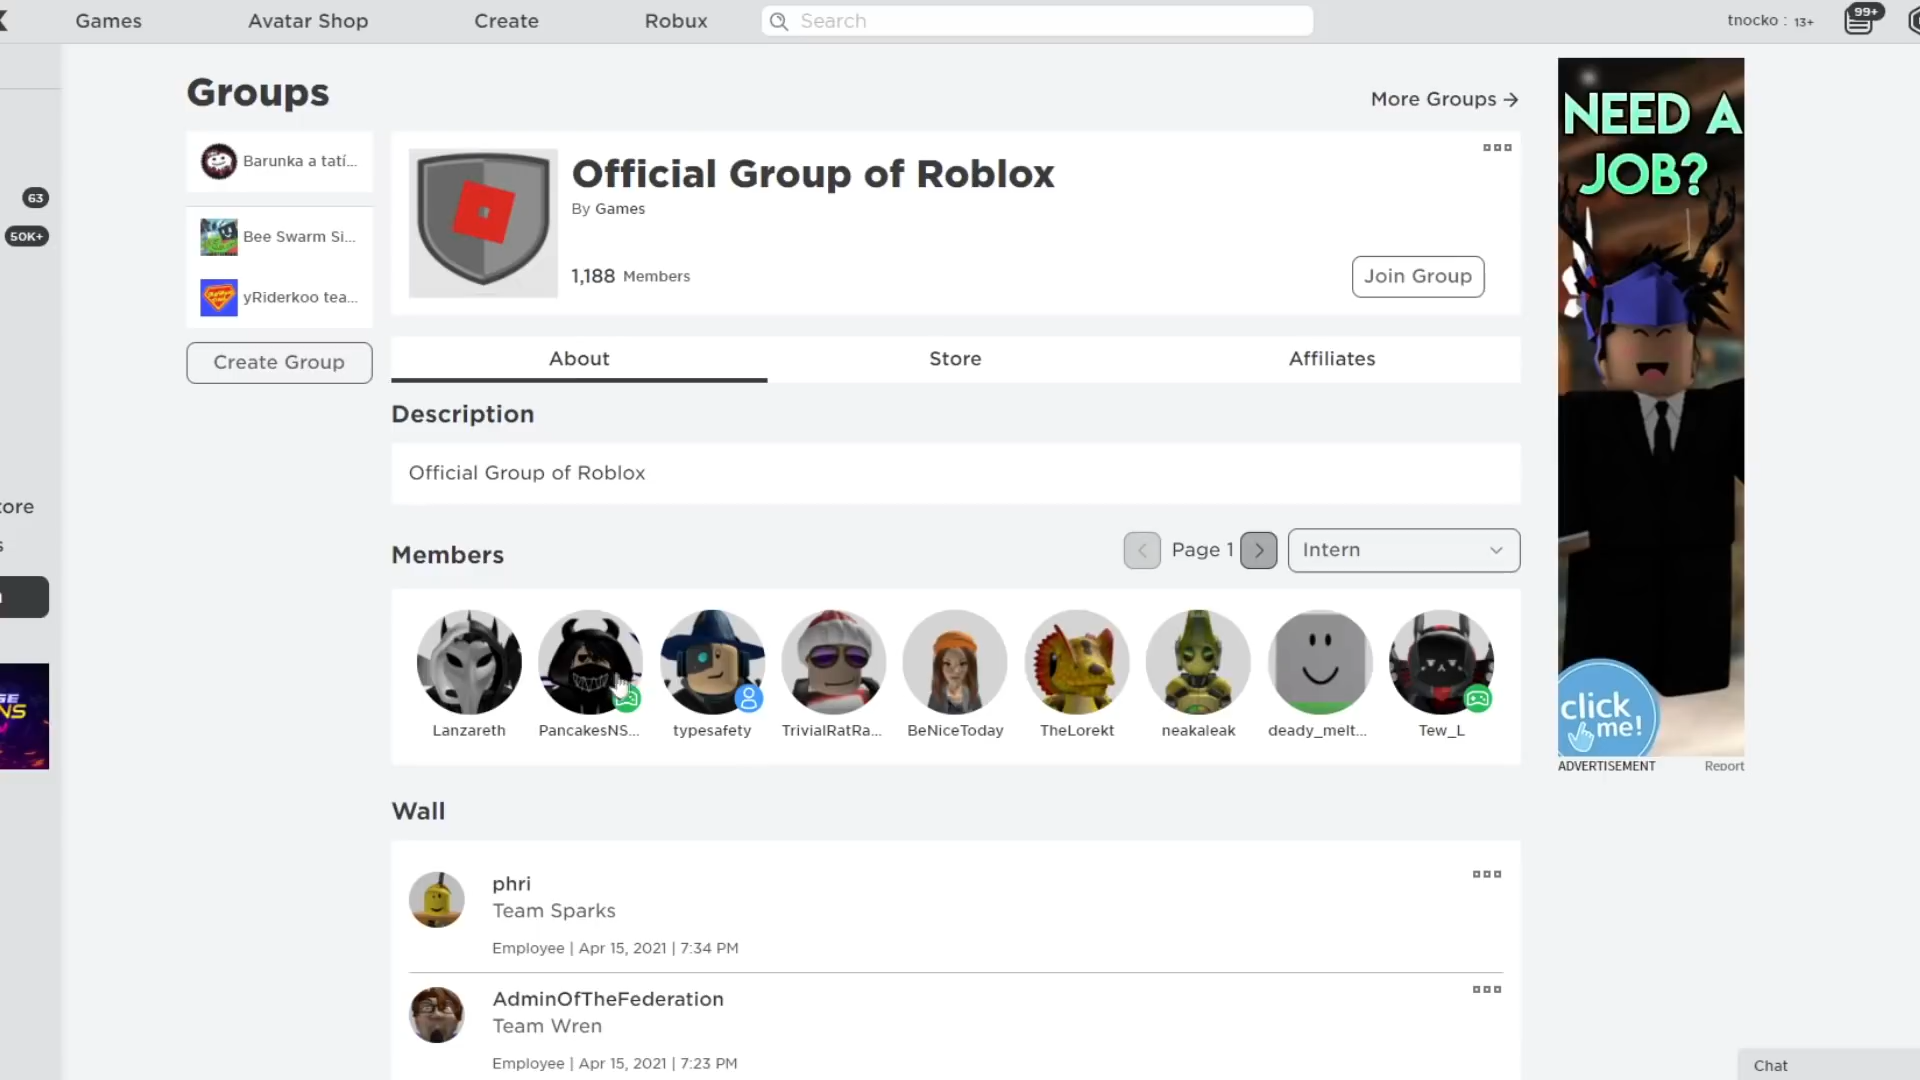 Games
Avatar Shop
Create
Robux
Search
tnocko : 13+
99+
63
50K+
Groups
More Groups
Barunka a tatí...
Bee Swarm Si...
yRiderkoo tea...
Create Group
Official Group of Roblox
By Games
1,188 Members
Join Group
About
Store
Affiliates
Description
Official Group of Roblox
Members
Page 1
Intern
Lanzareth
PancakesNS...
typesafety
TrivialRatRa...
BeNiceToday
TheLorekt
neakaleak
deady_melt...
Tew_L
Wall
phri
Team Sparks
Employee | Apr 15, 2021 | 7:34 PM
AdminOfTheFederation
Team Wren
Employee | Apr 15, 2021 | 7:23 PM
NEED A
JOB?
click
me!
ADVERTISEMENT
Report
Chat